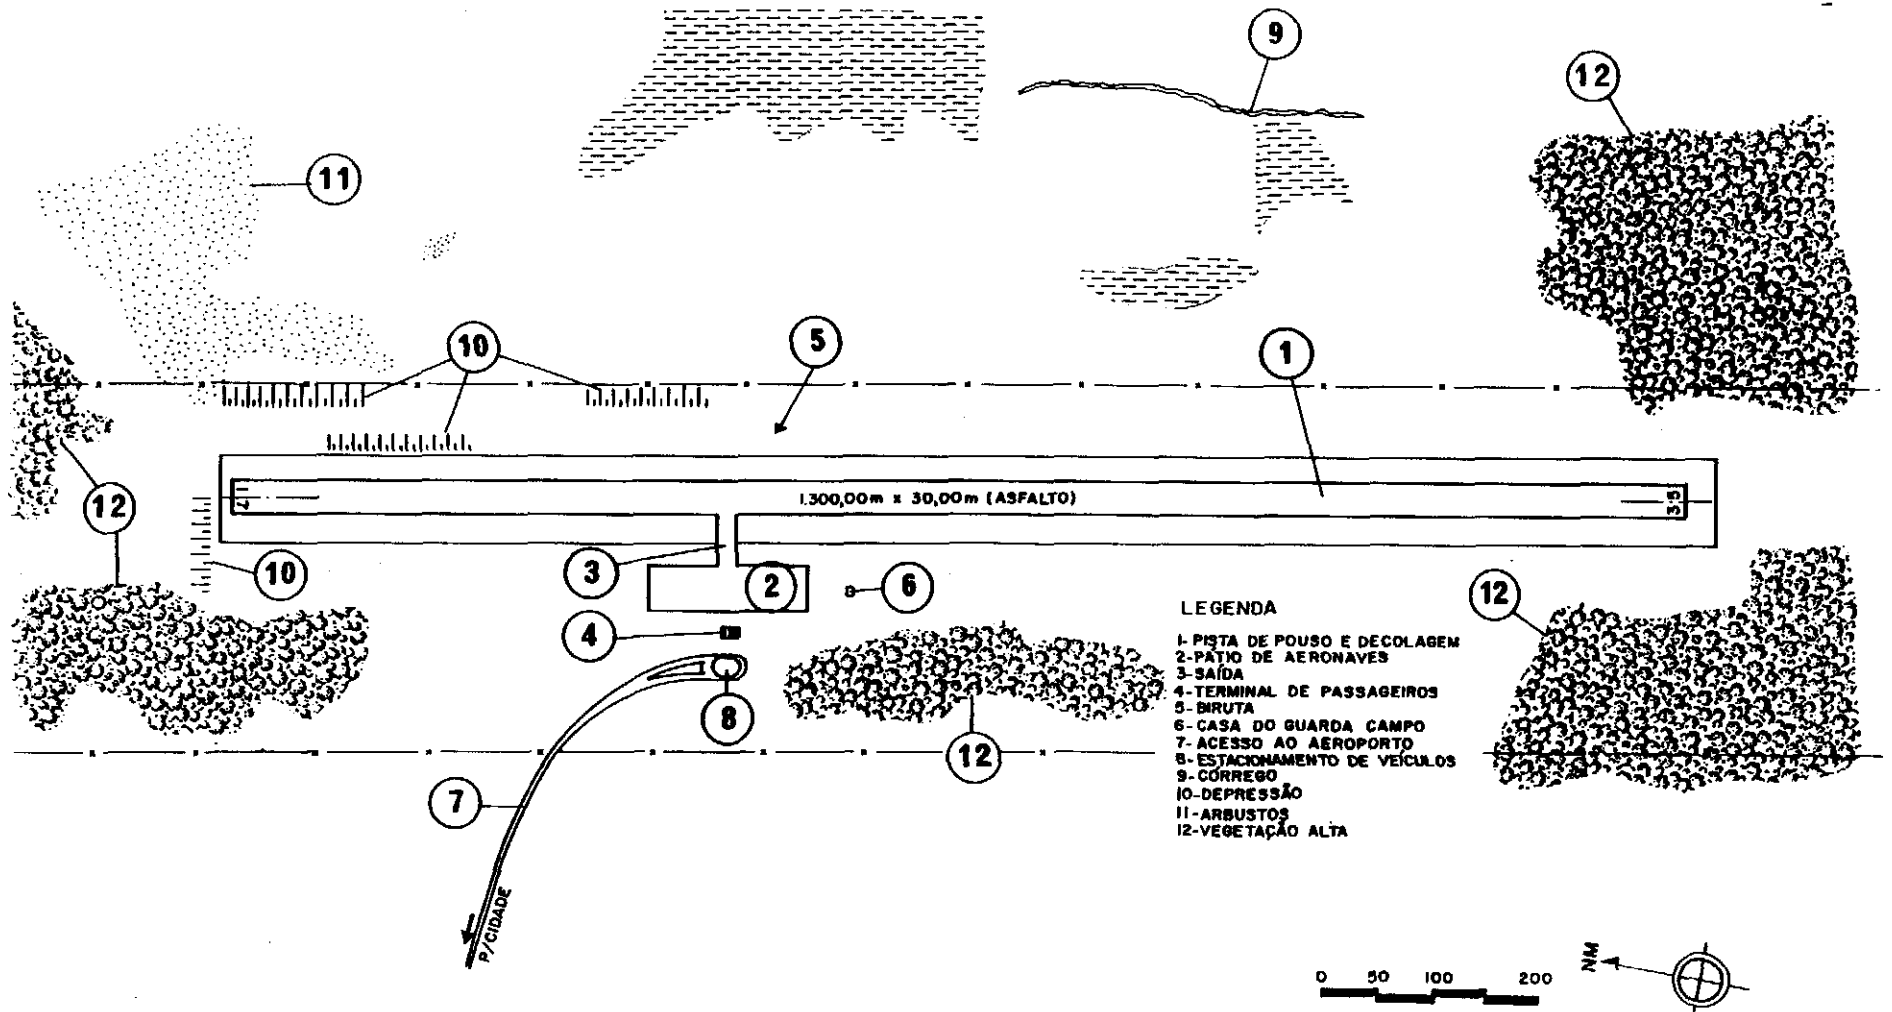 9
12
11
10
5
1
12
17
1.300,00m x 30,00m (ASFALTO)
35
10
3
2
6
12
4
8
12
7
P/CIDADE
LEGENDA
1- PISTA DE POUSO E DECOLAGEM
2-PÁTIO DE AERONAVES
3-SAÍDA
4-TERMINAL DE PASSAGEIROS
5- BIRUTA
6- CASA DO GUARDA CAMPO
7- ACESSO AO AEROPORTO
8- ESTACIONAMENTO DE VEÍCULOS
9- CÓRREGO
10-DEPRESSÃO
11-ARBUSTOS
12-VEGETAÇÃO ALTA
0 50 100 200
NM